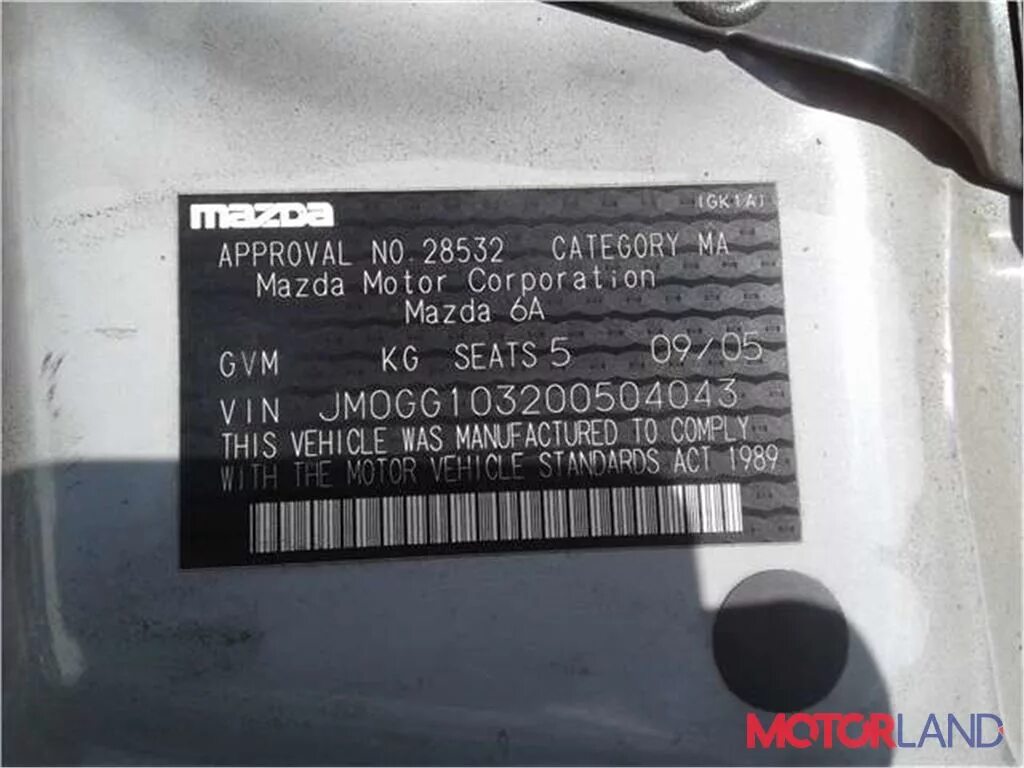 mazda (GK1A)
APPROVAL NO.28532 CATEGORY MA
Mazda Motor Corporation
Mazda 6A
GVM KG SEATS 5 09/05
VIN JM0GG103200504043
THIS VEHICLE WAS MANUFACTURED TO COMPLY
WITH THE MOTOR VEHICLE STANDARDS ACT 1989
MOTORLAND